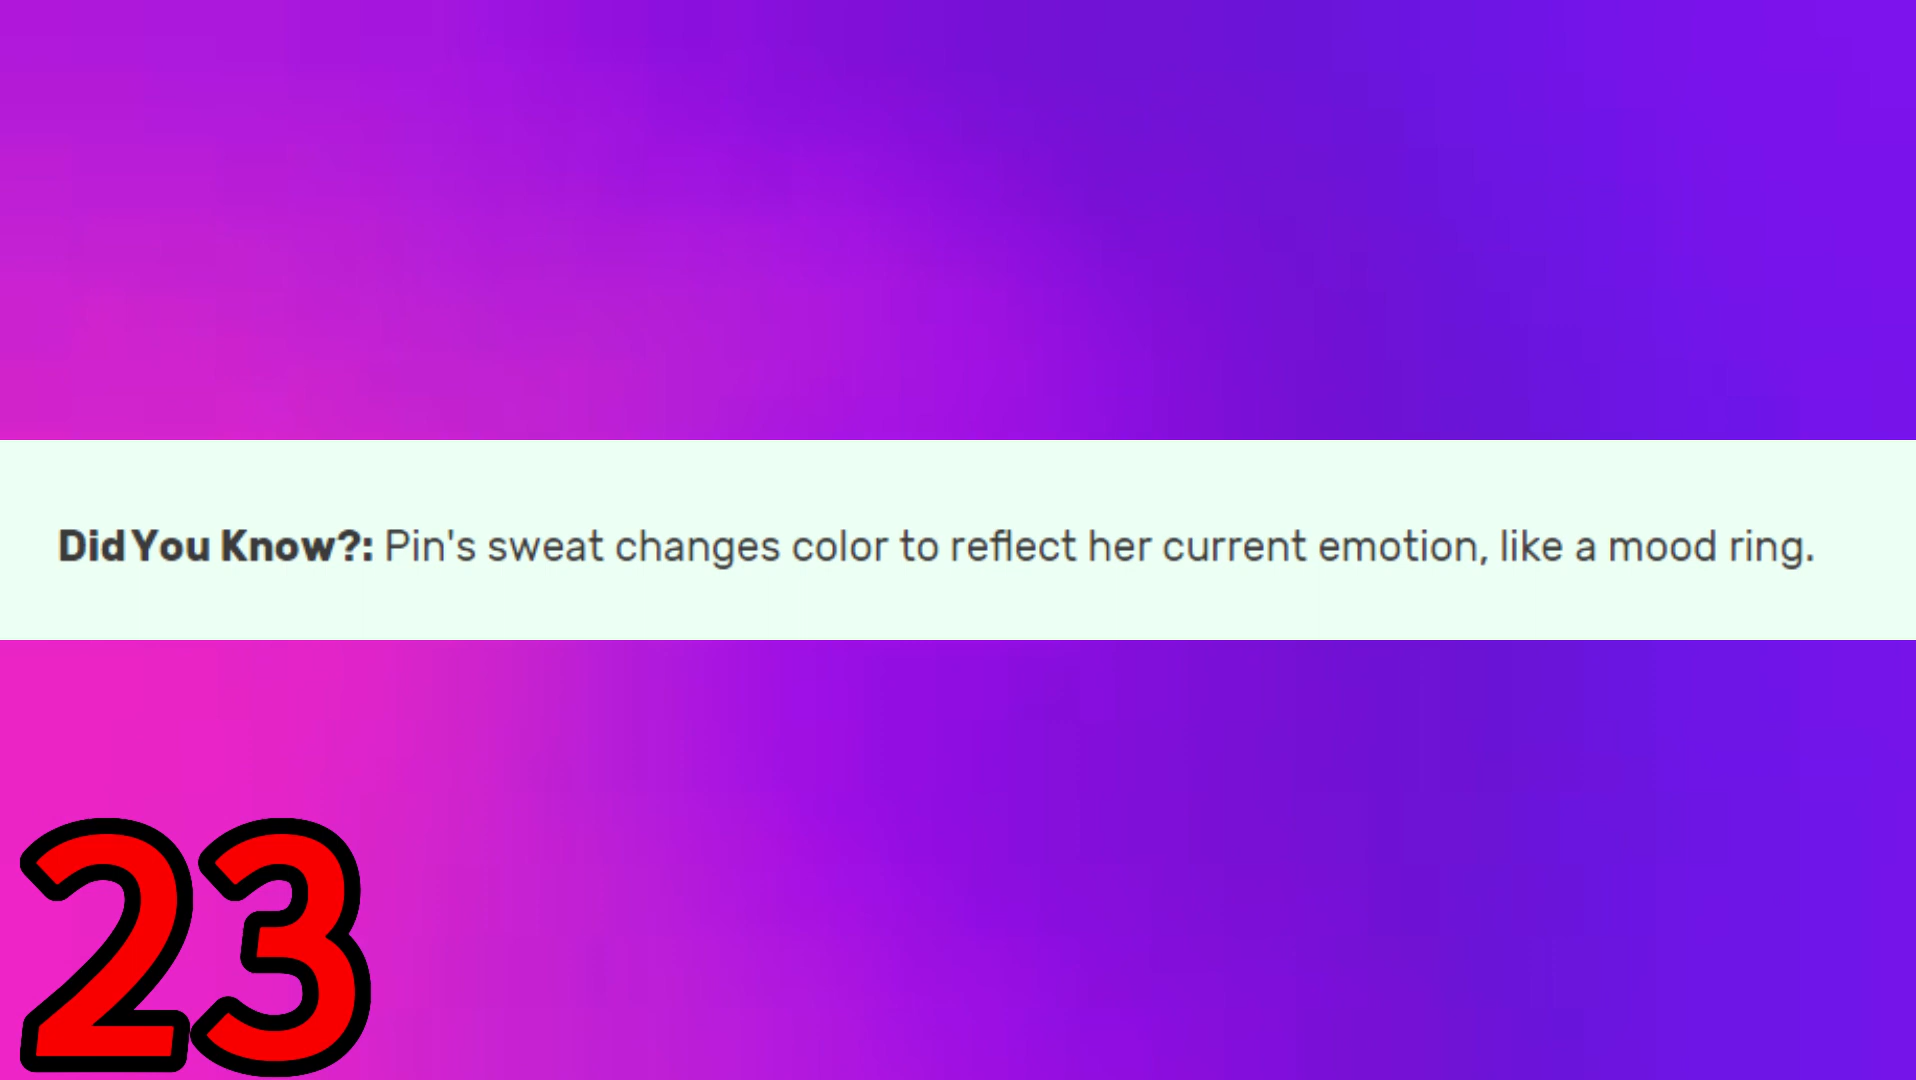 Did You Know?: Pin's sweat changes color to reflect her current emotion, like a mood ring.
23